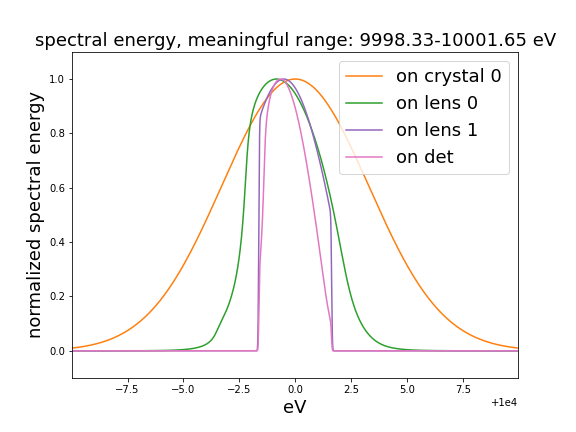 spectral energy, meaningful range: 9998.33-10001.65 eV
normalized spectral energy
1.0
0.8
0.6
0.4
0.2
0.0
on crystal 0
on lens 0
on lens 1
on det
−7.5 −5.0 −2.5 0.0 2.5 5.0 7.5
eV
+1e4